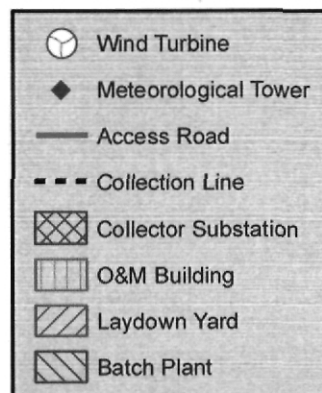 Wind Turbine
Meteorological Tower
Access Road
Collection Line
Collector Substation
O&M Building
Laydown Yard
Batch Plant